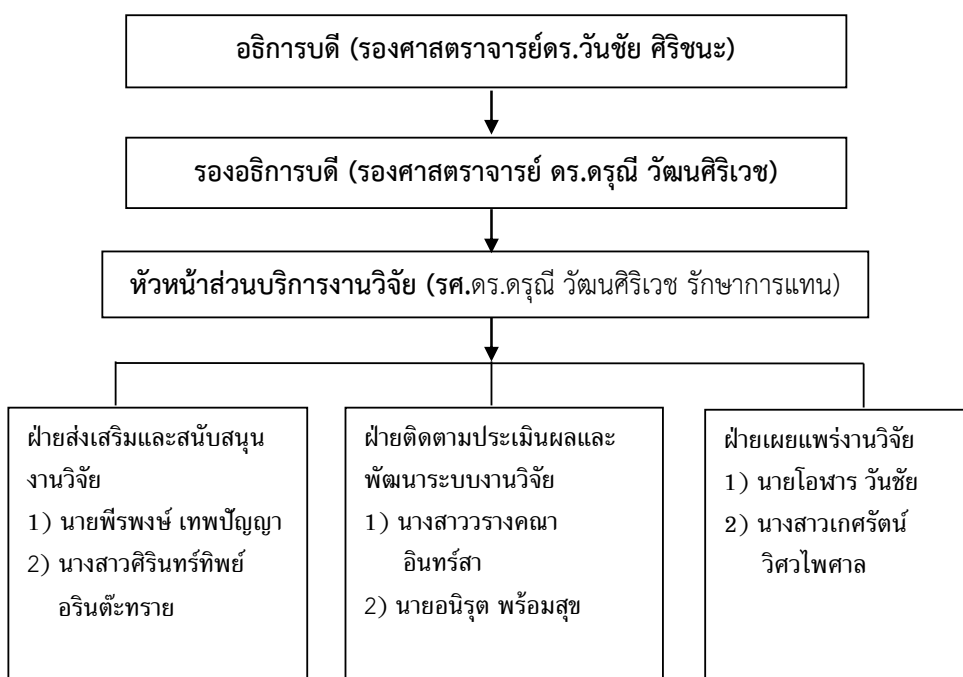 อธิการบดี (รองศาสตราจารย์ดร.วันชัย ศิริชนะ)
รองอธิการบดี (รองศาสตราจารย์ ดร.ดรุณี วัฒนศิริเวช)
หัวหน้าส่วนบริการงานวิจัย (รศ.ดร.ดรุณี วัฒนศิริเวช รักษาการแทน)
ฝ่ายส่งเสริมและสนับสนุน
งานวิจัย
1) นายพีรพงษ์ เทพปัญญา
2) นางสาวศิรินทร์ทิพย์
อรินต๊ะทราย
ฝ่ายติดตามประเมินผลและ
พัฒนาระบบงานวิจัย
1) นางสาววรางคณา
อินทร์สา
2) นายอนิรุต พร้อมสุข
ฝ่ายเผยแพร่งานวิจัย
1) นายโอฬาร วันชัย
2) นางสาวเกศรัตน์
วิศวไพศาล